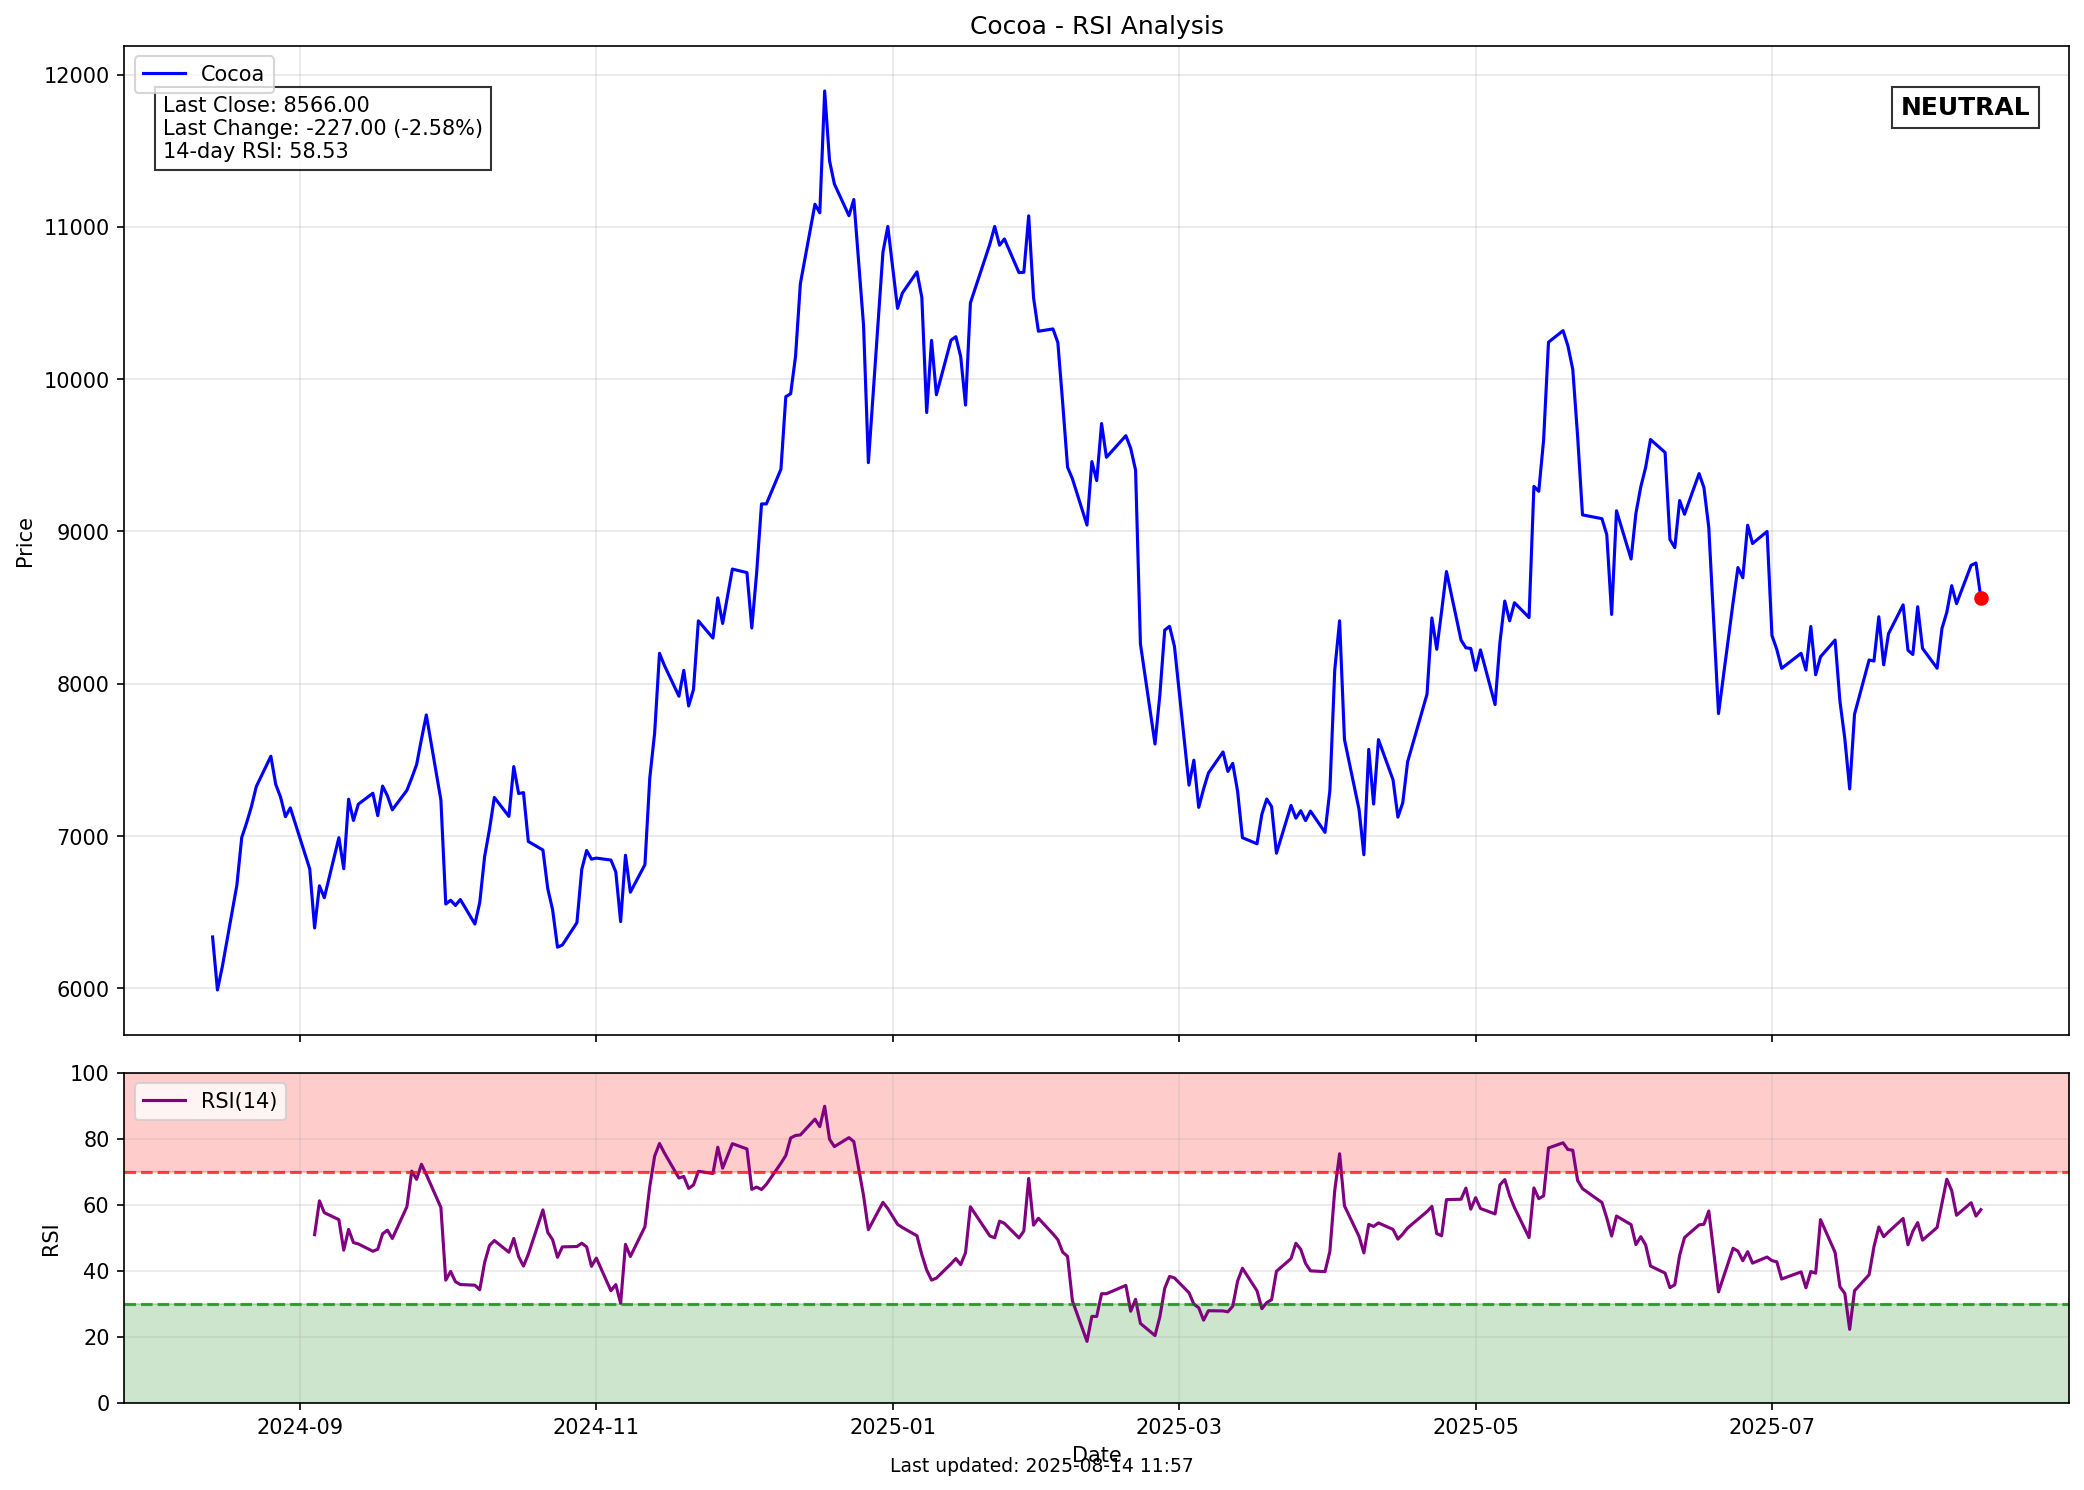 Cocoa - RSI Analysis
Cocoa
Last Close: 8566.00
Last Change: -227.00 (-2.58%)
14-day RSI: 58.53
NEUTRAL
12000
11000
10000
9000
8000
7000
6000
Price
RSI(14)
100
80
60
40
20
0
RSI
2024-09
2024-11
2025-01
2025-03
2025-05
2025-07
Date
Last updated: 2025-08-14 11:57